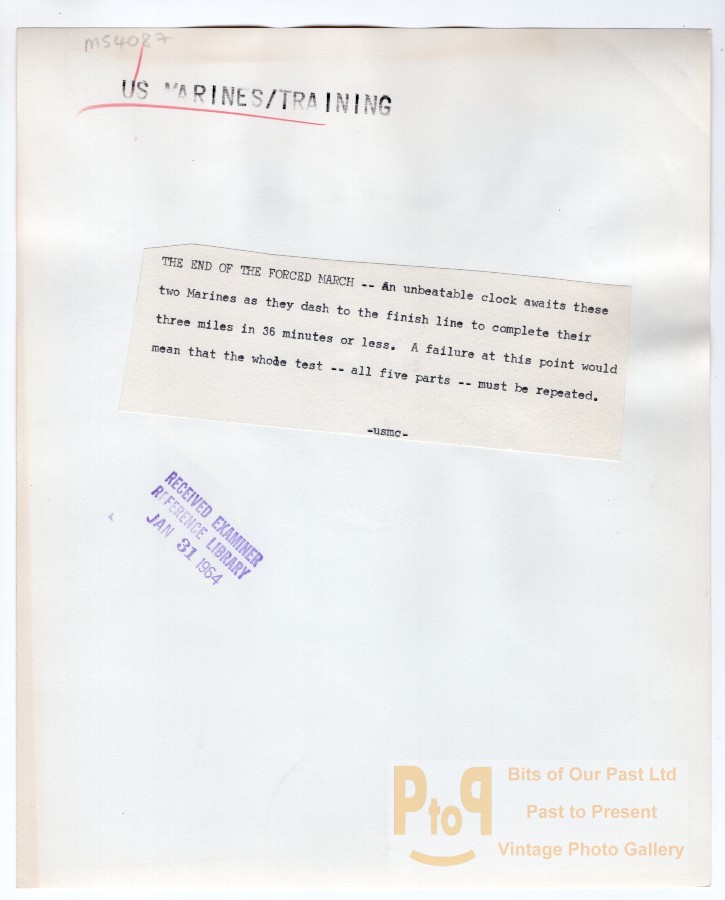 MS4087
US MARINES/TRAINING
THE END OF THE FORCED MARCH -- An unbeatable clock awaits these
two Marines as they dash to the finish line to complete their
three miles in 36 minutes or less. A failure at this point would
mean that the whole test -- all five parts -- must be repeated.
-usmc-
RECEIVED EXAMINER
REFERENCE LIBRARY
JAN 31 1964
PtoP
Bits of Our Past Ltd
Past to Present
Vintage Photo Gallery